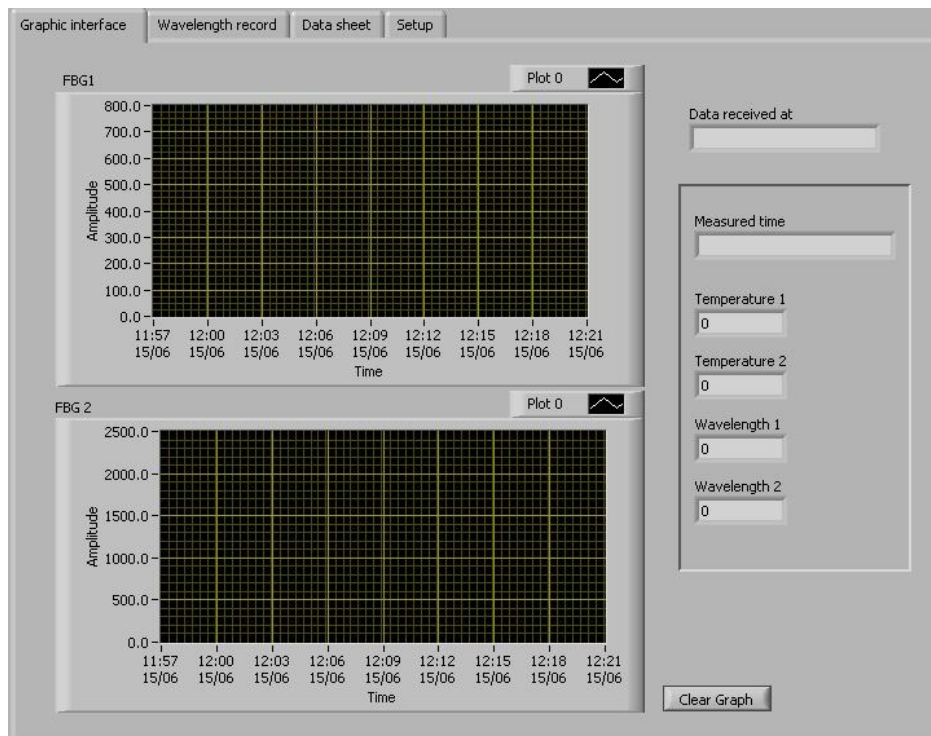 Graphic interface
Wavelength record
Data sheet
Setup
FBG1
Plot 0
800.0
700.0
600.0
500.0
400.0
300.0
200.0
100.0
0.0
Amplitude
11:57 12:00 12:03 12:06 12:09 12:12 12:15 12:18 12:21
15/06 15/06 15/06 15/06 15/06 15/06 15/06 15/06 15/06
Time
FBG 2
Plot 0
2500.0
2000.0
1500.0
1000.0
500.0
0.0
Amplitude
11:57 12:00 12:03 12:06 12:09 12:12 12:15 12:18 12:21
15/06 15/06 15/06 15/06 15/06 15/06 15/06 15/06 15/06
Time
Data received at
Measured time
Temperature 1
0
Temperature 2
0
Wavelength 1
0
Wavelength 2
0
Clear Graph